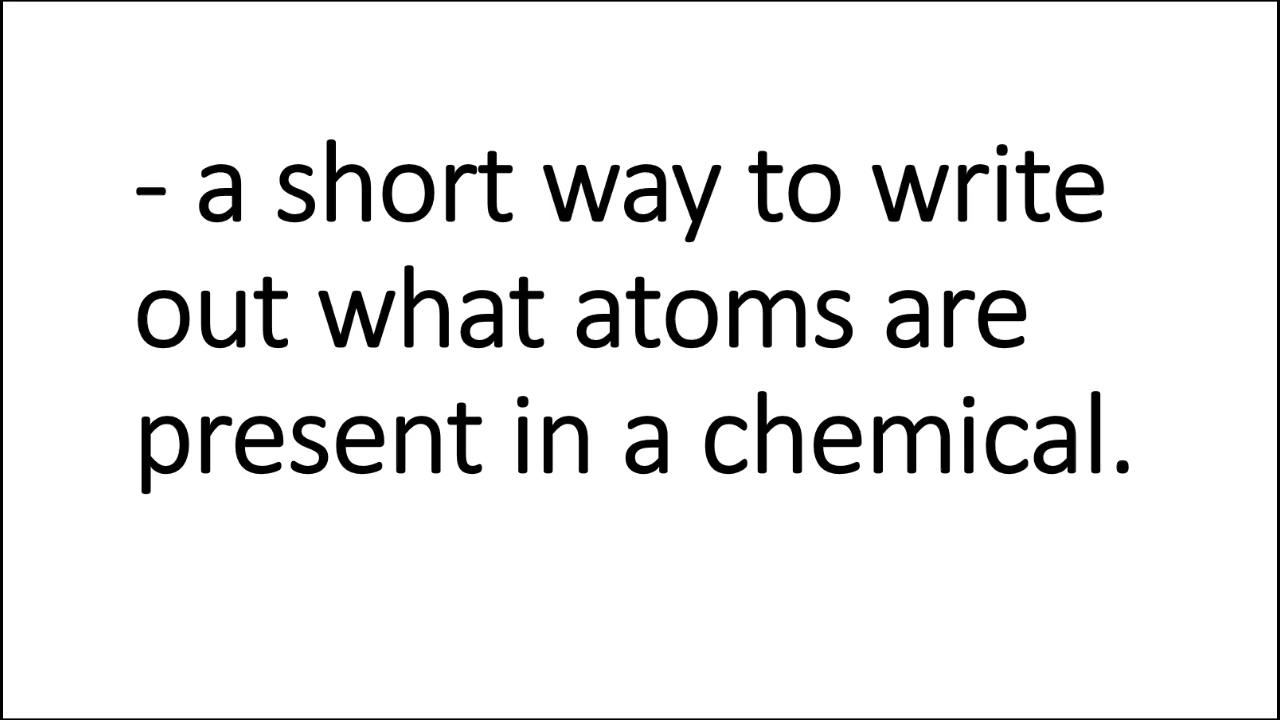 - a short way to write
out what atoms are
present in a chemical.